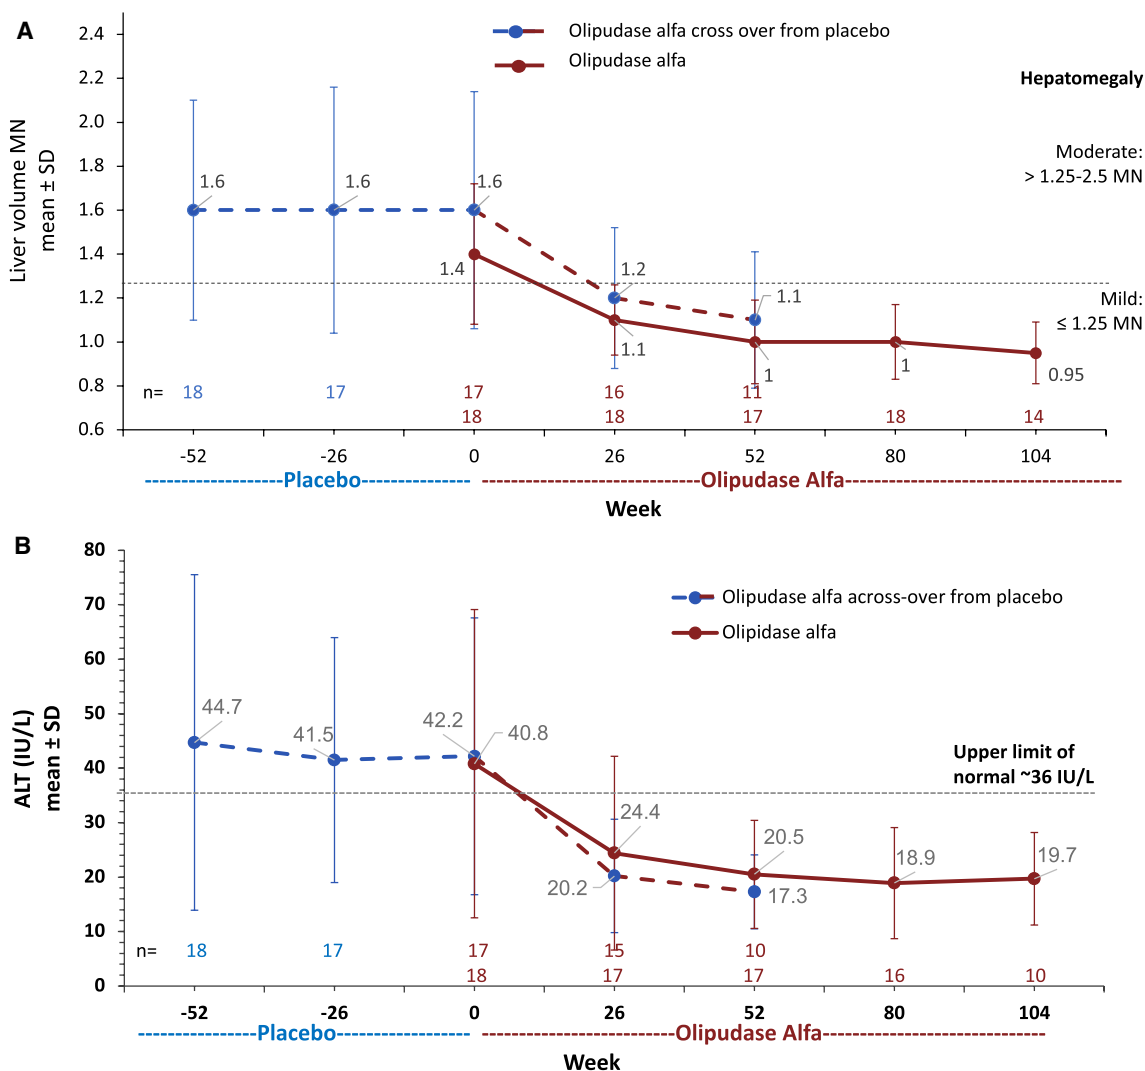 A
Olipudase alfa cross over from placebo
Olipudase alfa
Hepatomegaly
Moderate:
> 1.25-2.5 MN
Mild:
≤ 1.25 MN
Liver volume MN
mean ± SD
2.4
2.2
2.0
1.8
1.6
1.4
1.2
1.0
0.8
0.6
1.6
1.6
1.6
1.4
1.2
1.1
1.1
1
1
0.95
n= 18 17 17 16 11
18 18 17 18 14
-52 -26 0 26 52 80 104
Placebo
Olipudase Alfa
Week
B
Olipudase alfa across-over from placebo
Olipidase alfa
Upper limit of
normal ~36 IU/L
ALT (IU/L)
mean ± SD
80
70
60
50
40
30
20
10
0
44.7
41.5
42.2
40.8
24.4
20.2
20.5
17.3
18.9
19.7
n= 18 17 17 15 10
18 17 17 16 10
-52 -26 0 26 52 80 104
Placebo
Olipudase Alfa
Week